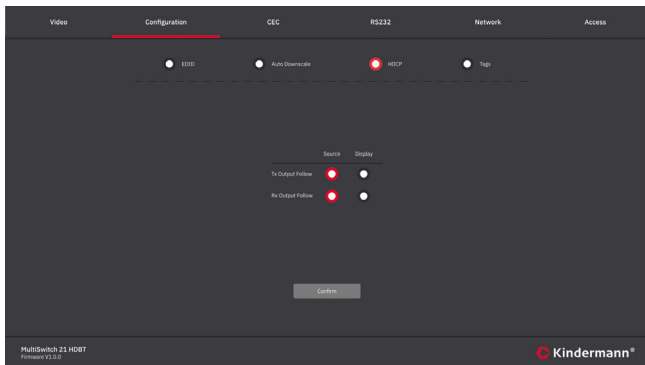 Video Configuration CEC RS232 Network Access
EDID Auto Downscale HDCP Tags
Source Display
Tx Output Follow
Rx Output Follow
Confirm
MultiSwitch 21 HDBT
Firmware V1.0.0
Kindermann®